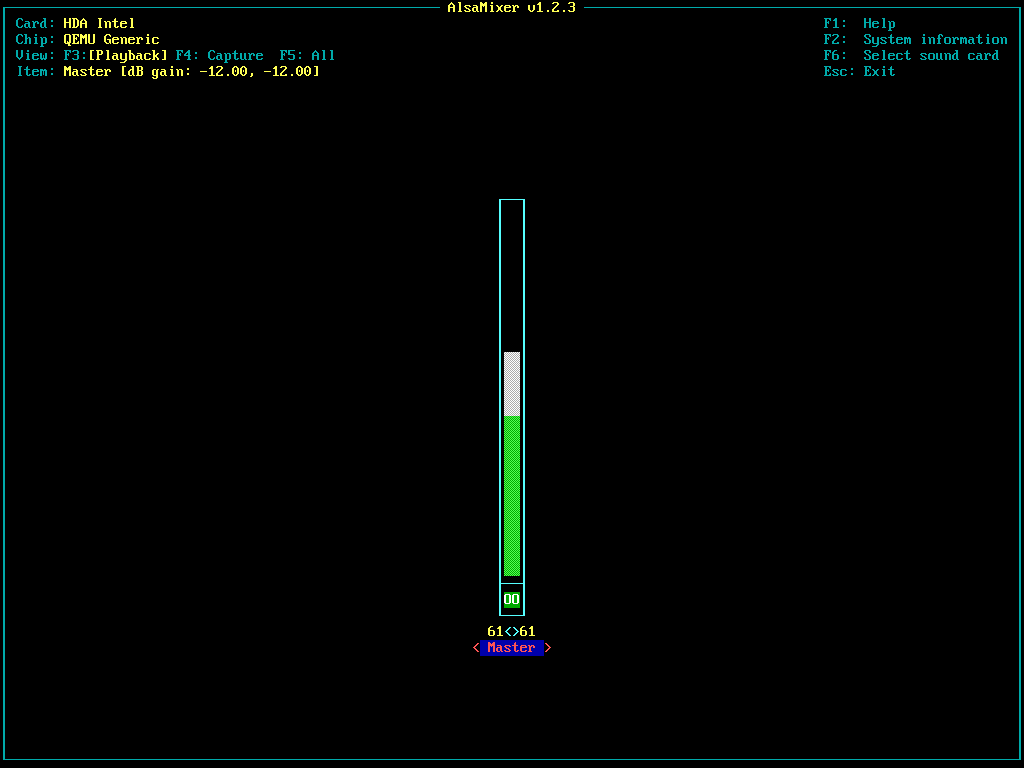 AlsaMixer v1.2.3
Card: HDA Intel F1: Help
Chip: QEMU Generic F2: System information
View: F3:[Playback] F4: Capture F5: All F6: Select sound card
Item: Master [dB gain: -12.00, -12.00] Esc: Exit
OO
61<>61
< Master >